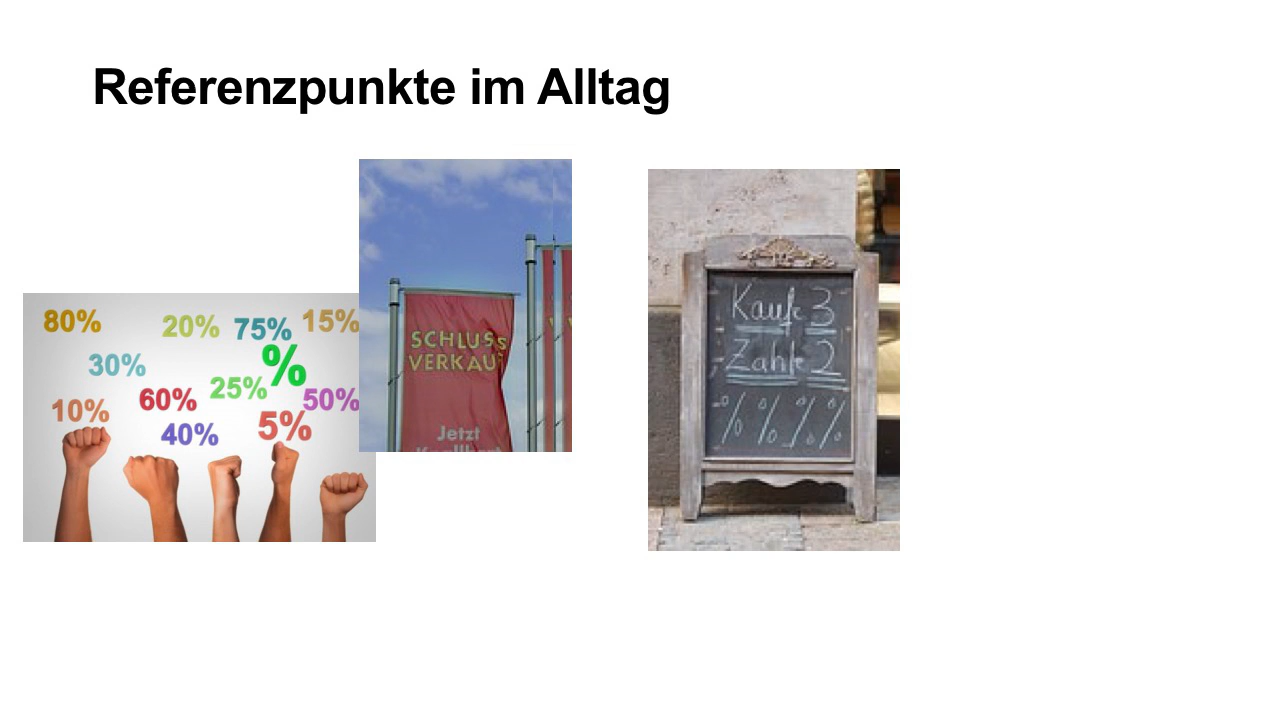 Referenzpunkte im Alltag
80%
20%
75%
15%
30%
%
25%
10%
60%
50%
40%
5%
SCHLUSS
VERKAUF
Jetzt
Kaufe 3
Zahle 2
% % % %